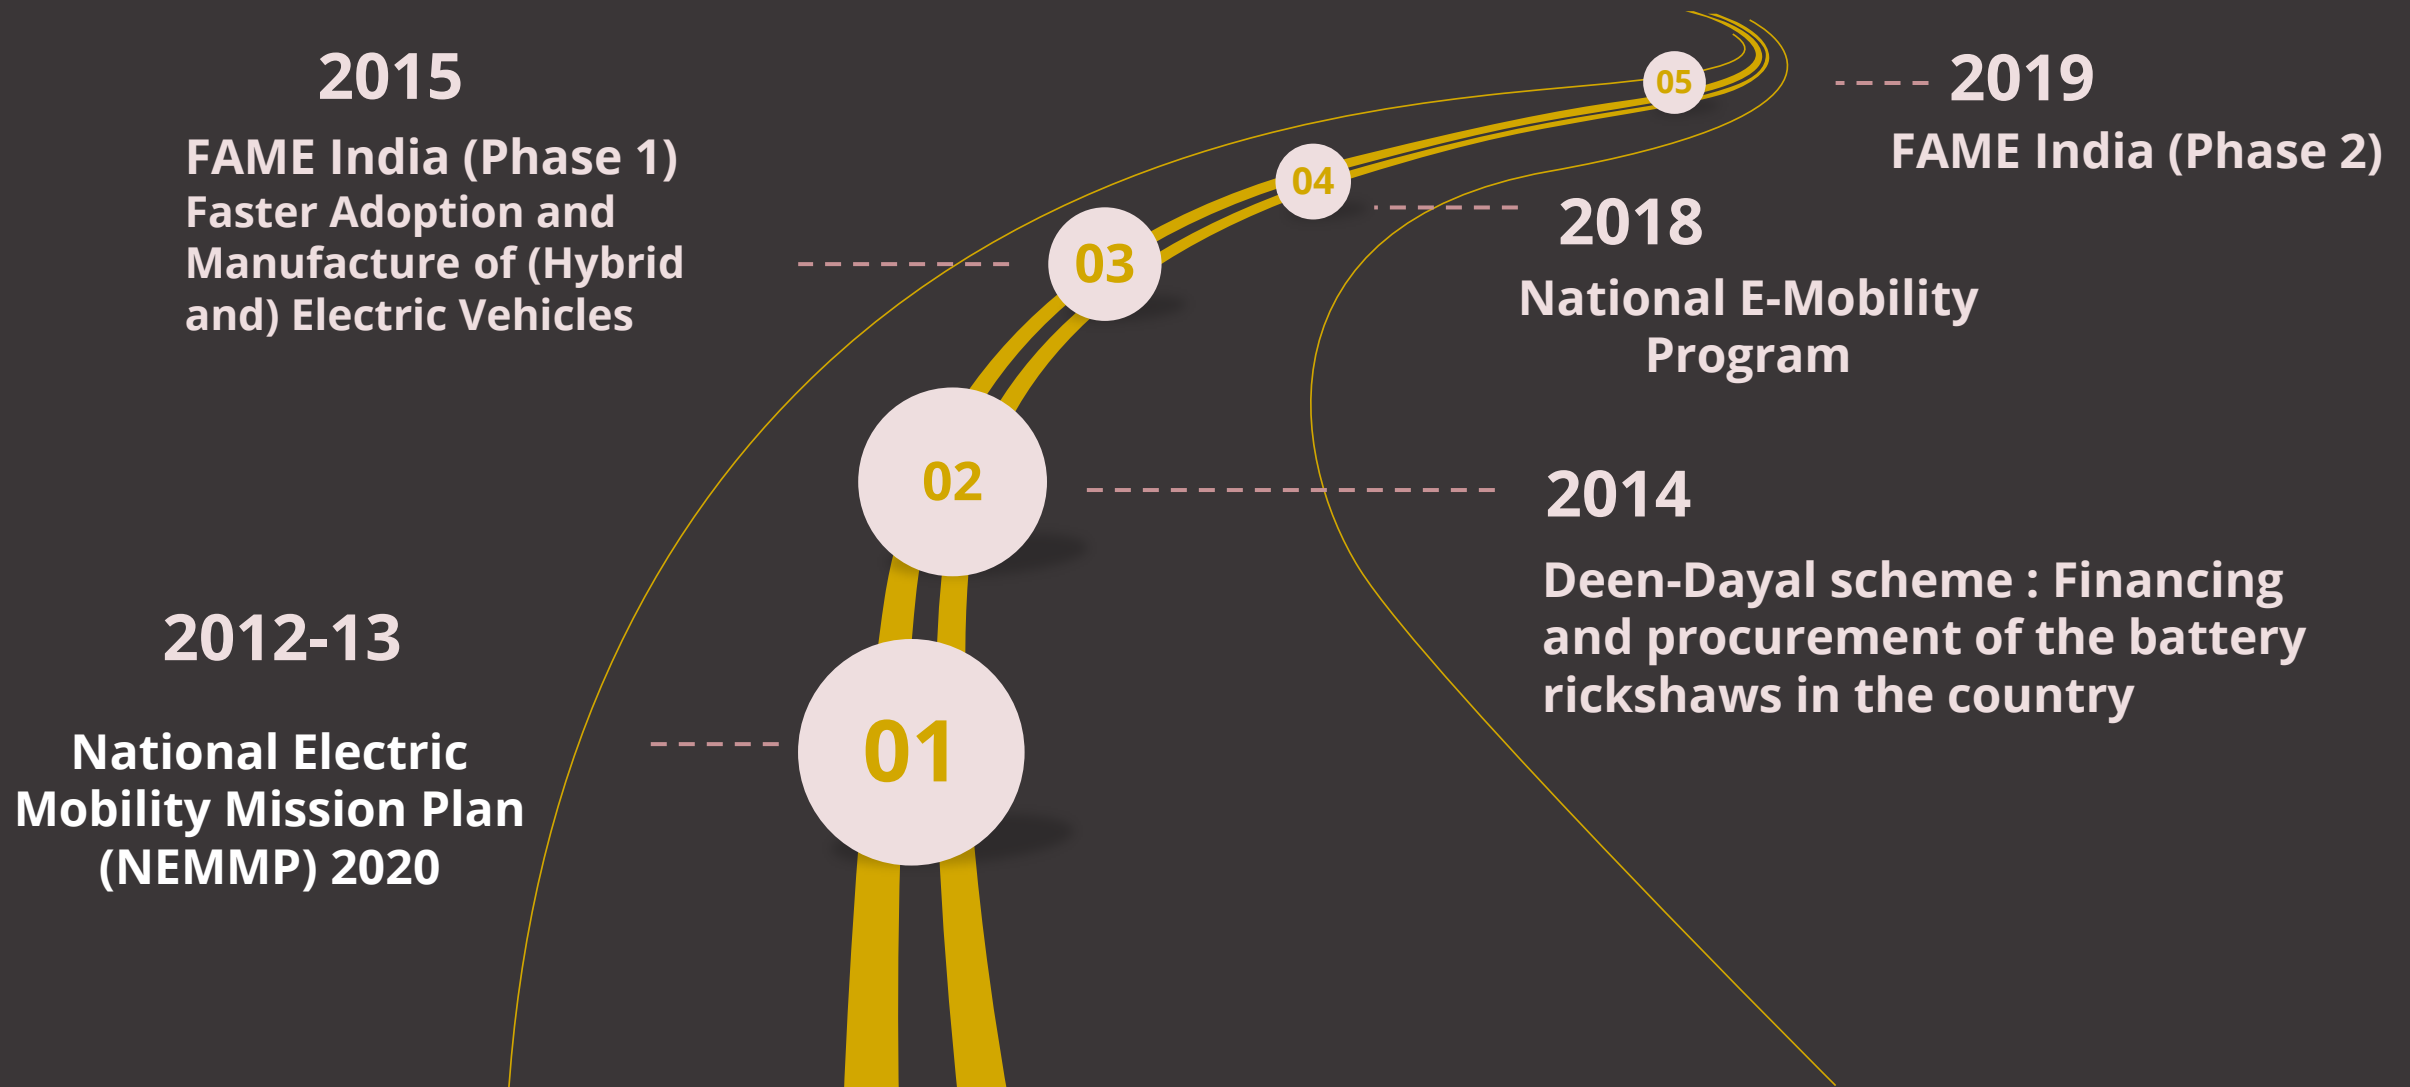 2015
FAME India (Phase 1)
Faster Adoption and
Manufacture of (Hybrid
and) Electric Vehicles
05
2019
FAME India (Phase 2)
04
2018
National E-Mobility
Program
03
02
2014
Deen-Dayal scheme : Financing
and procurement of the battery
rickshaws in the country
2012-13
National Electric
Mobility Mission Plan
(NEMMP) 2020
01